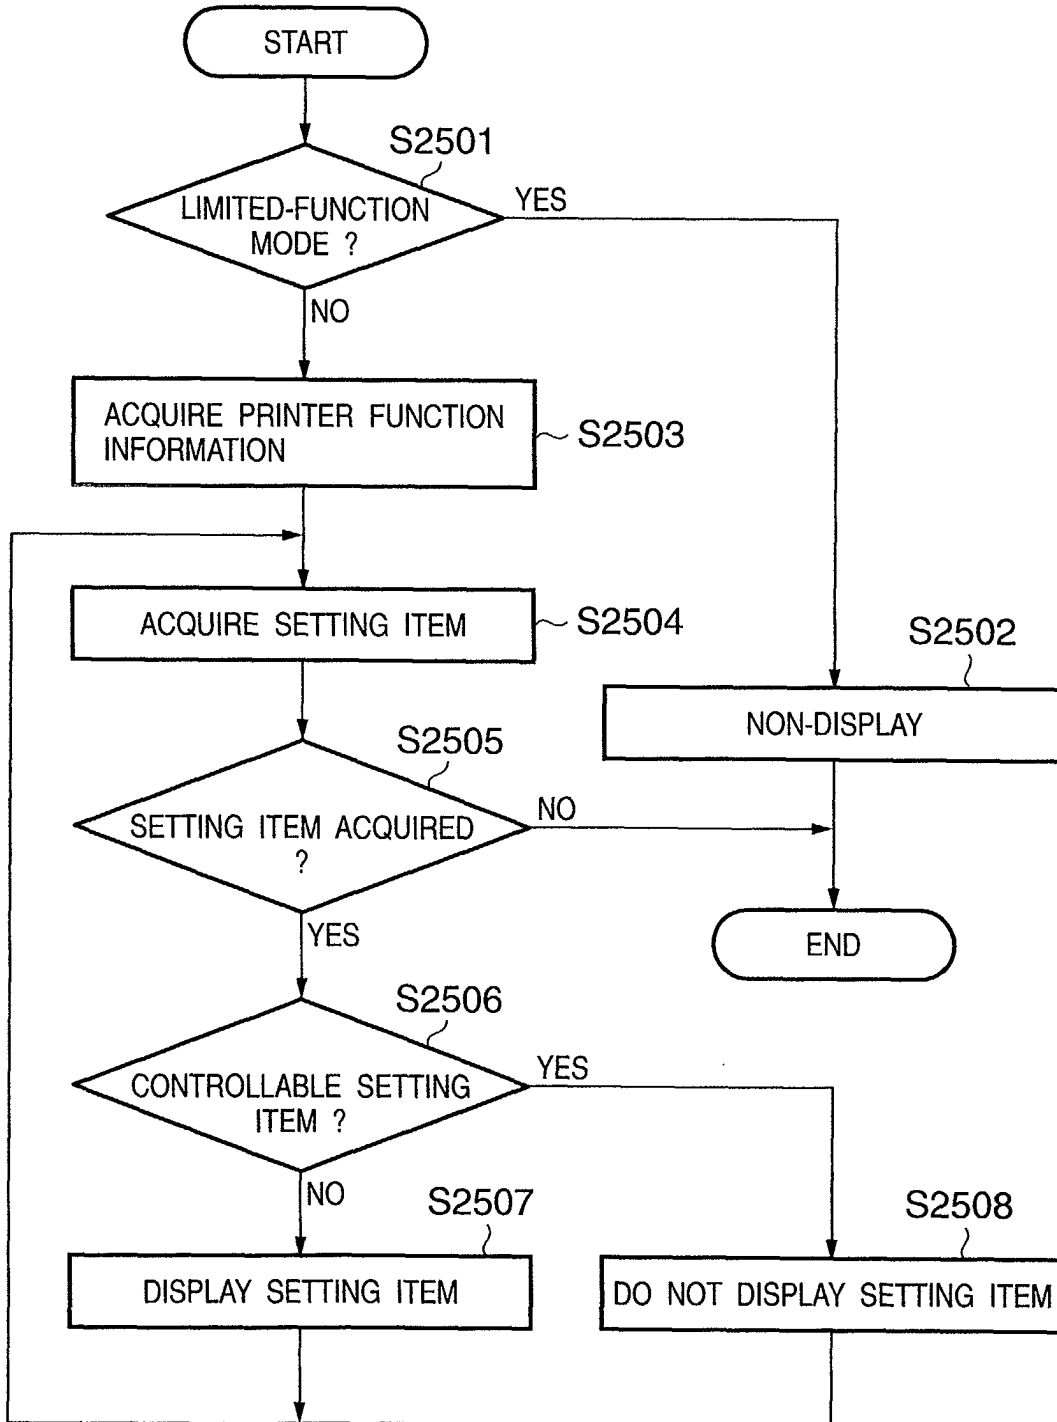 START
S2501
LIMITED-FUNCTION
MODE ?
YES
NO
ACQUIRE PRINTER FUNCTION
INFORMATION
S2503
ACQUIRE SETTING ITEM
S2504
S2502
NON-DISPLAY
S2505
SETTING ITEM ACQUIRED
?
NO
YES
END
S2506
CONTROLLABLE SETTING
ITEM ?
YES
NO
S2507
DISPLAY SETTING ITEM
S2508
DO NOT DISPLAY SETTING ITEM